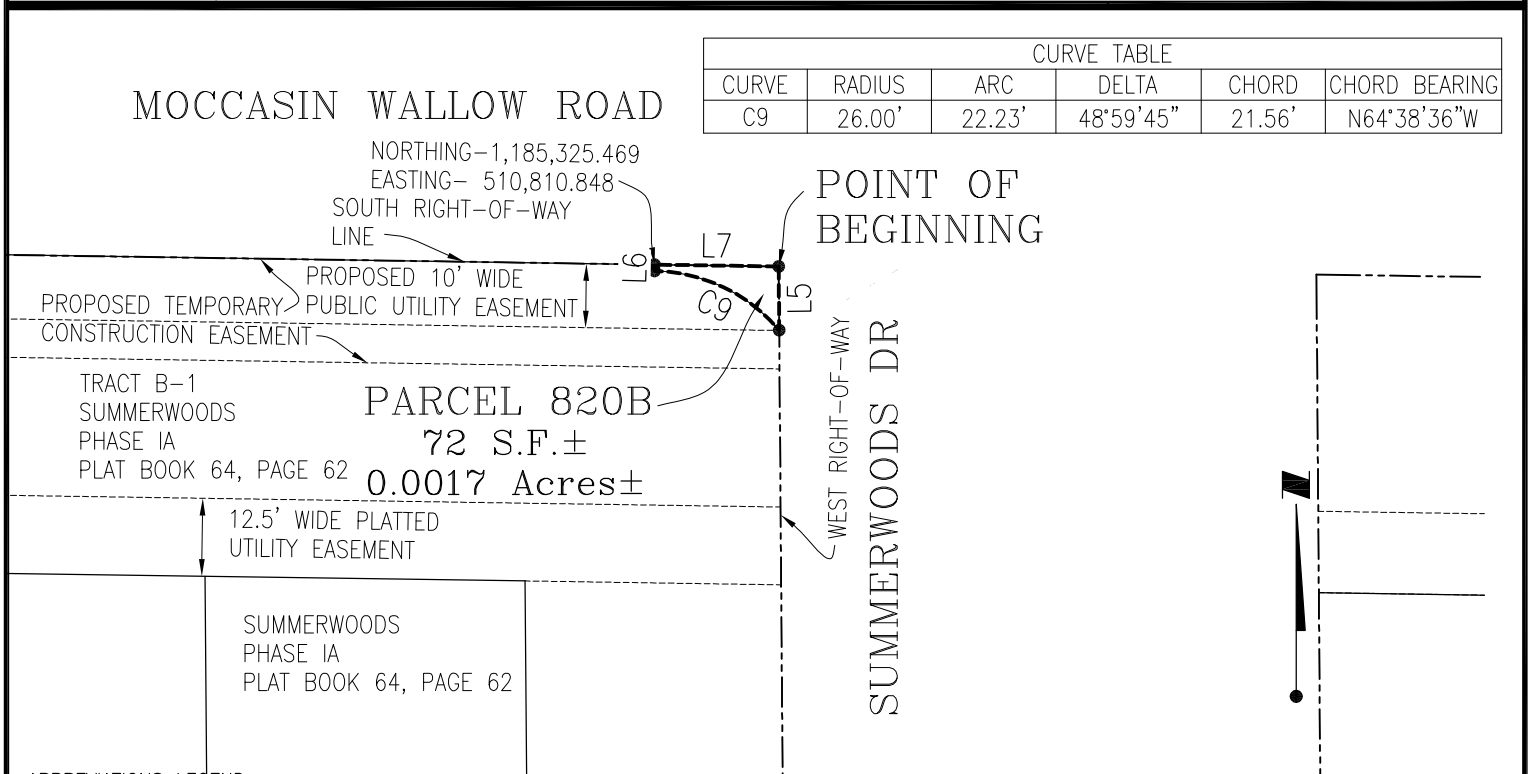 CURVE TABLE
CURVE RADIUS ARC DELTA CHORD CHORD BEARING
C9 26.00' 22.23' 48°59'45" 21.56' N64°38'36"W
MOCCASIN WALLOW ROAD
NORTHING-1,185,325.469
EASTING- 510,810.848
SOUTH RIGHT-OF-WAY
LINE
POINT OF
BEGINNING
L7
L6
L5
C9
PROPOSED 10' WIDE
PUBLIC UTILITY EASEMENT
PROPOSED TEMPORARY
CONSTRUCTION EASEMENT
TRACT B-1
SUMMERWOODS
PHASE IA
PLAT BOOK 64, PAGE 62
PARCEL 820B
72 S.F.±
0.0017 Acres±
WEST RIGHT-OF-WAY
SUMMERWOODS DR
N
12.5' WIDE PLATTED
UTILITY EASEMENT
SUMMERWOODS
PHASE IA
PLAT BOOK 64, PAGE 62